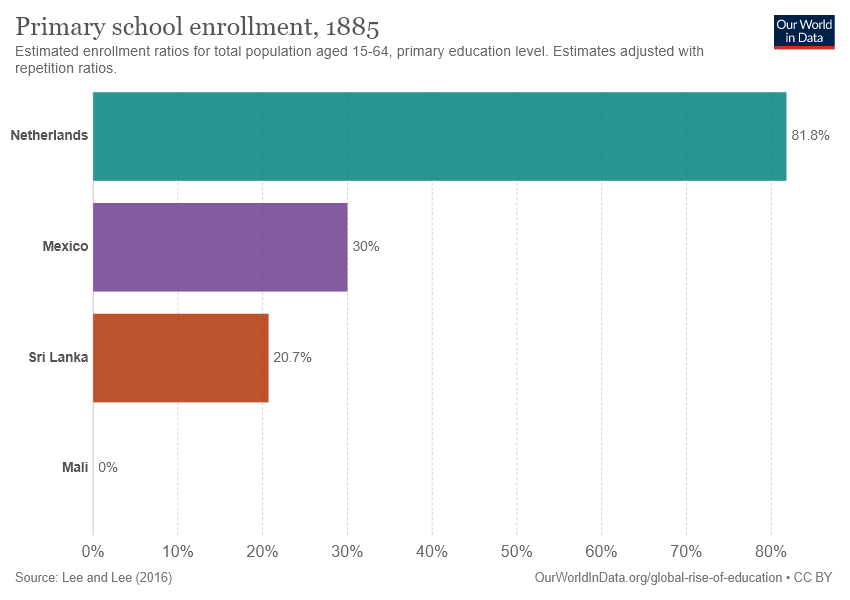 Primary school enrollment, 1885
Our World
in Data
Estimated enrollment ratios for total population aged 15-64, primary education level. Estimates adjusted with
repetition ratios.
Netherlands
81.8%
Mexico
30%
Sri Lanka
20.7%
Mali
0%
0% 10% 20% 30% 40% 50% 60% 70% 80%
Source: Lee and Lee (2016)
OurWorldInData.org/global-rise-of-education • CC BY